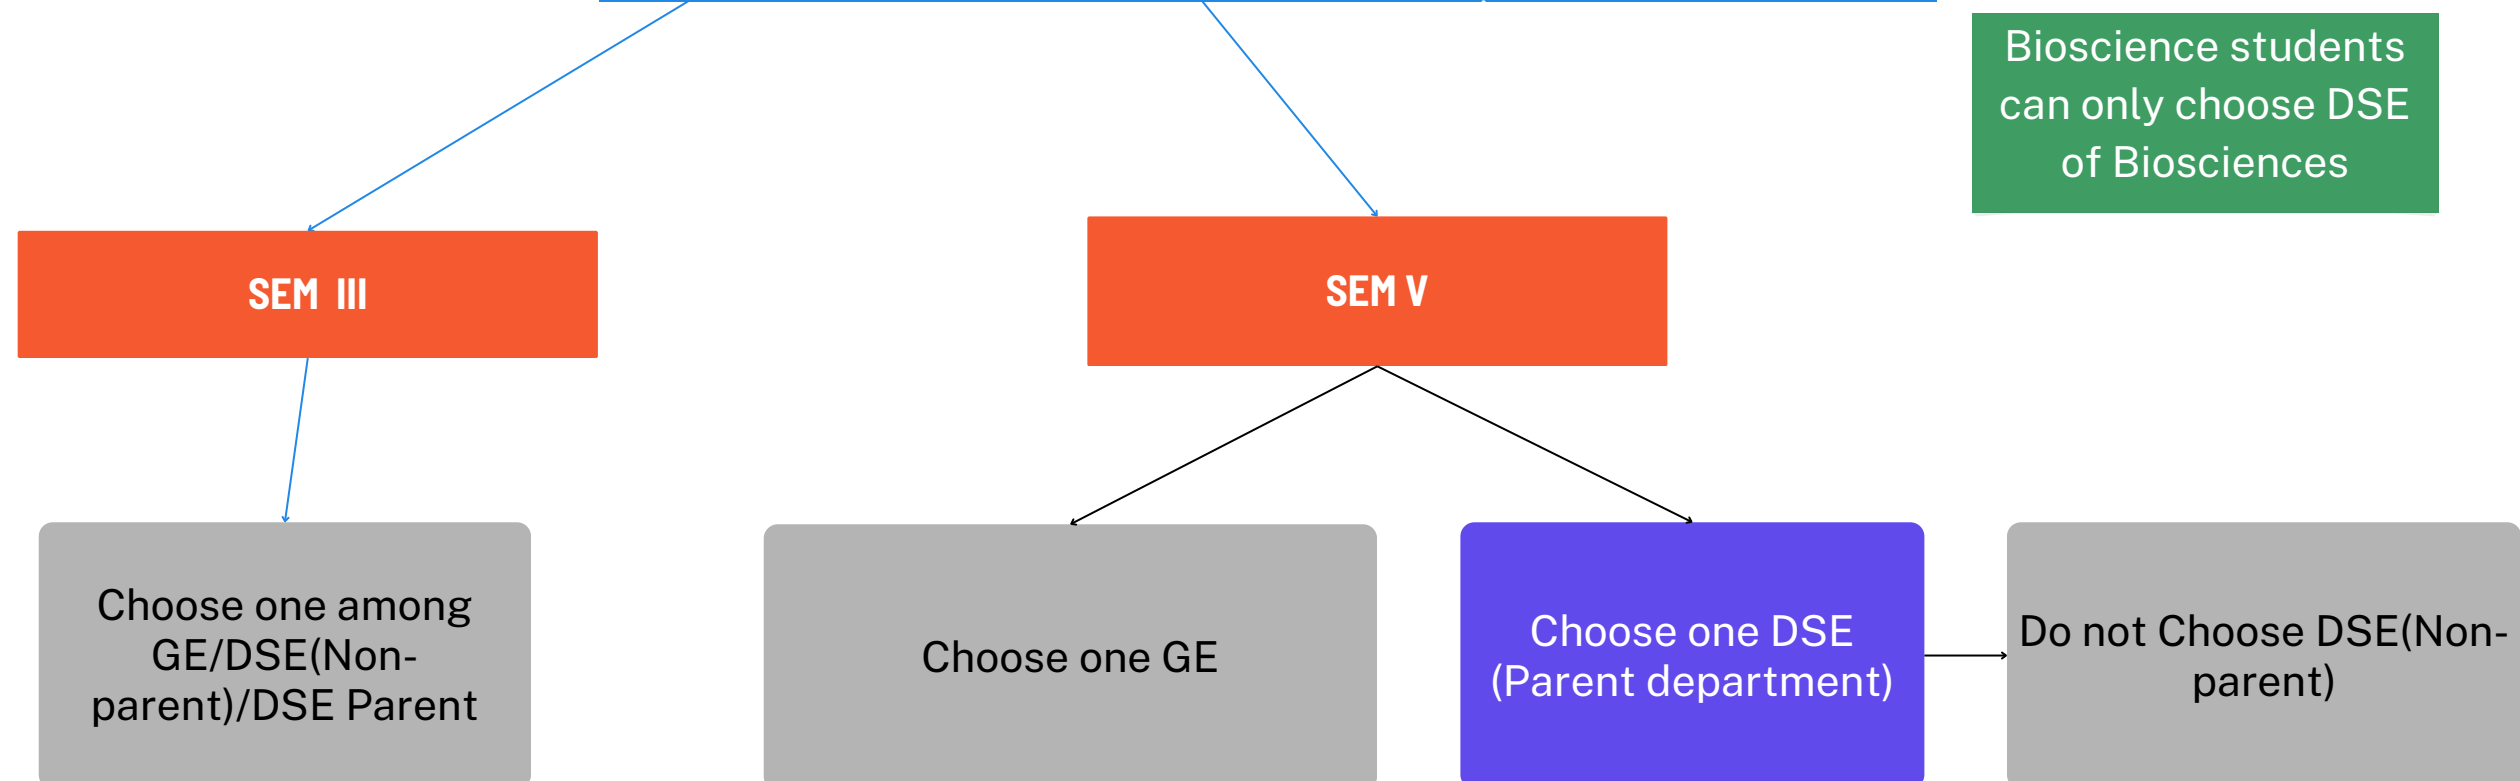 Bioscience students
can only choose DSE
of Biosciences
SEM III
SEM V
Choose one among
GE/DSE(Non-
parent)/DSE Parent
Choose one GE
Choose one DSE
(Parent department)
Do not Choose DSE(Non-
parent)